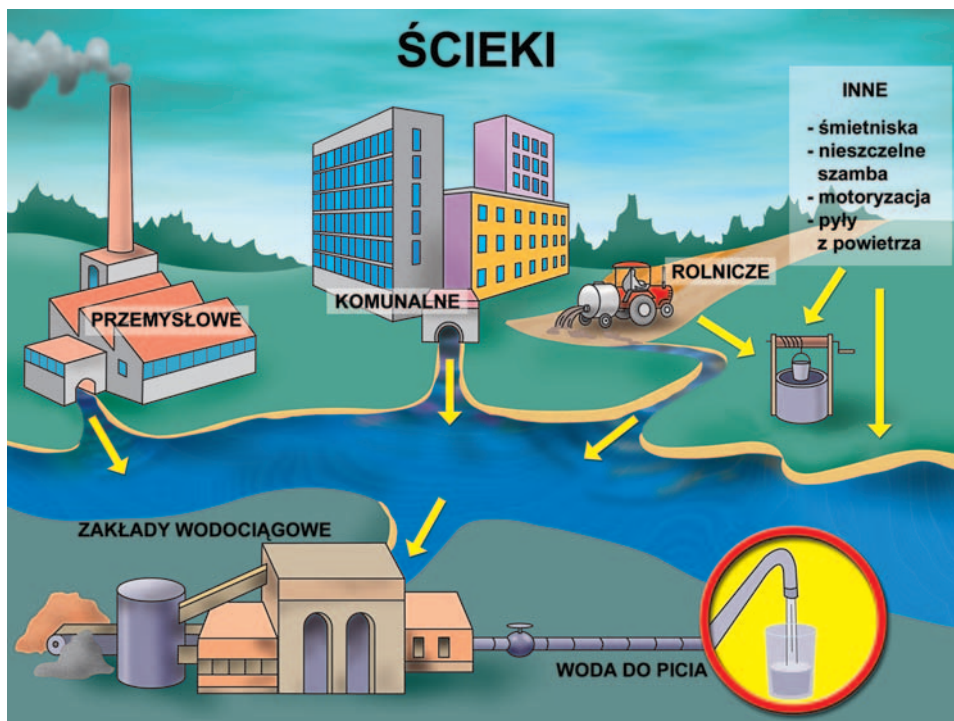 ŚCIEKI
INNE
- śmietniska
- nieszczelne
szamba
- motoryzacja
- pyły
z powietrza
ROLNICZE
KOMUNALNE
PRZEMYSŁOWE
ZAKŁADY WODOCIĄGOWE
WODA DO PICIA